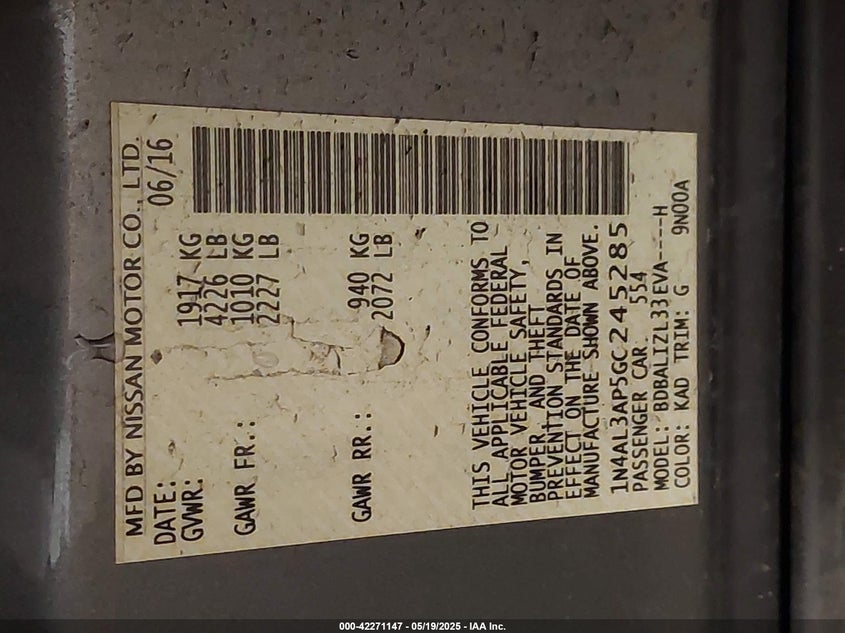 MFD BY NISSAN MOTOR CO., LTD.
DATE: 06/16
GVWR: 1917 KG
4226 LB
GAWR FR.: 1010 KG
2227 LB
GAWR RR.: 940 KG
2072 LB
THIS VEHICLE CONFORMS TO
ALL APPLICABLE FEDERAL
MOTOR VEHICLE SAFETY,
BUMPER, AND THEFT
PREVENTION STANDARDS IN
EFFECT ON THE DATE OF
MANUFACTURE SHOWN ABOVE.
1N4AL3AP5GC245285
PASSENGER CAR. 554
MODEL: BDBALIZL33EVA----H
COLOR: KAD TRIM: G 9N00A
000-42271147 - 05/19/2025 - IAA Inc.